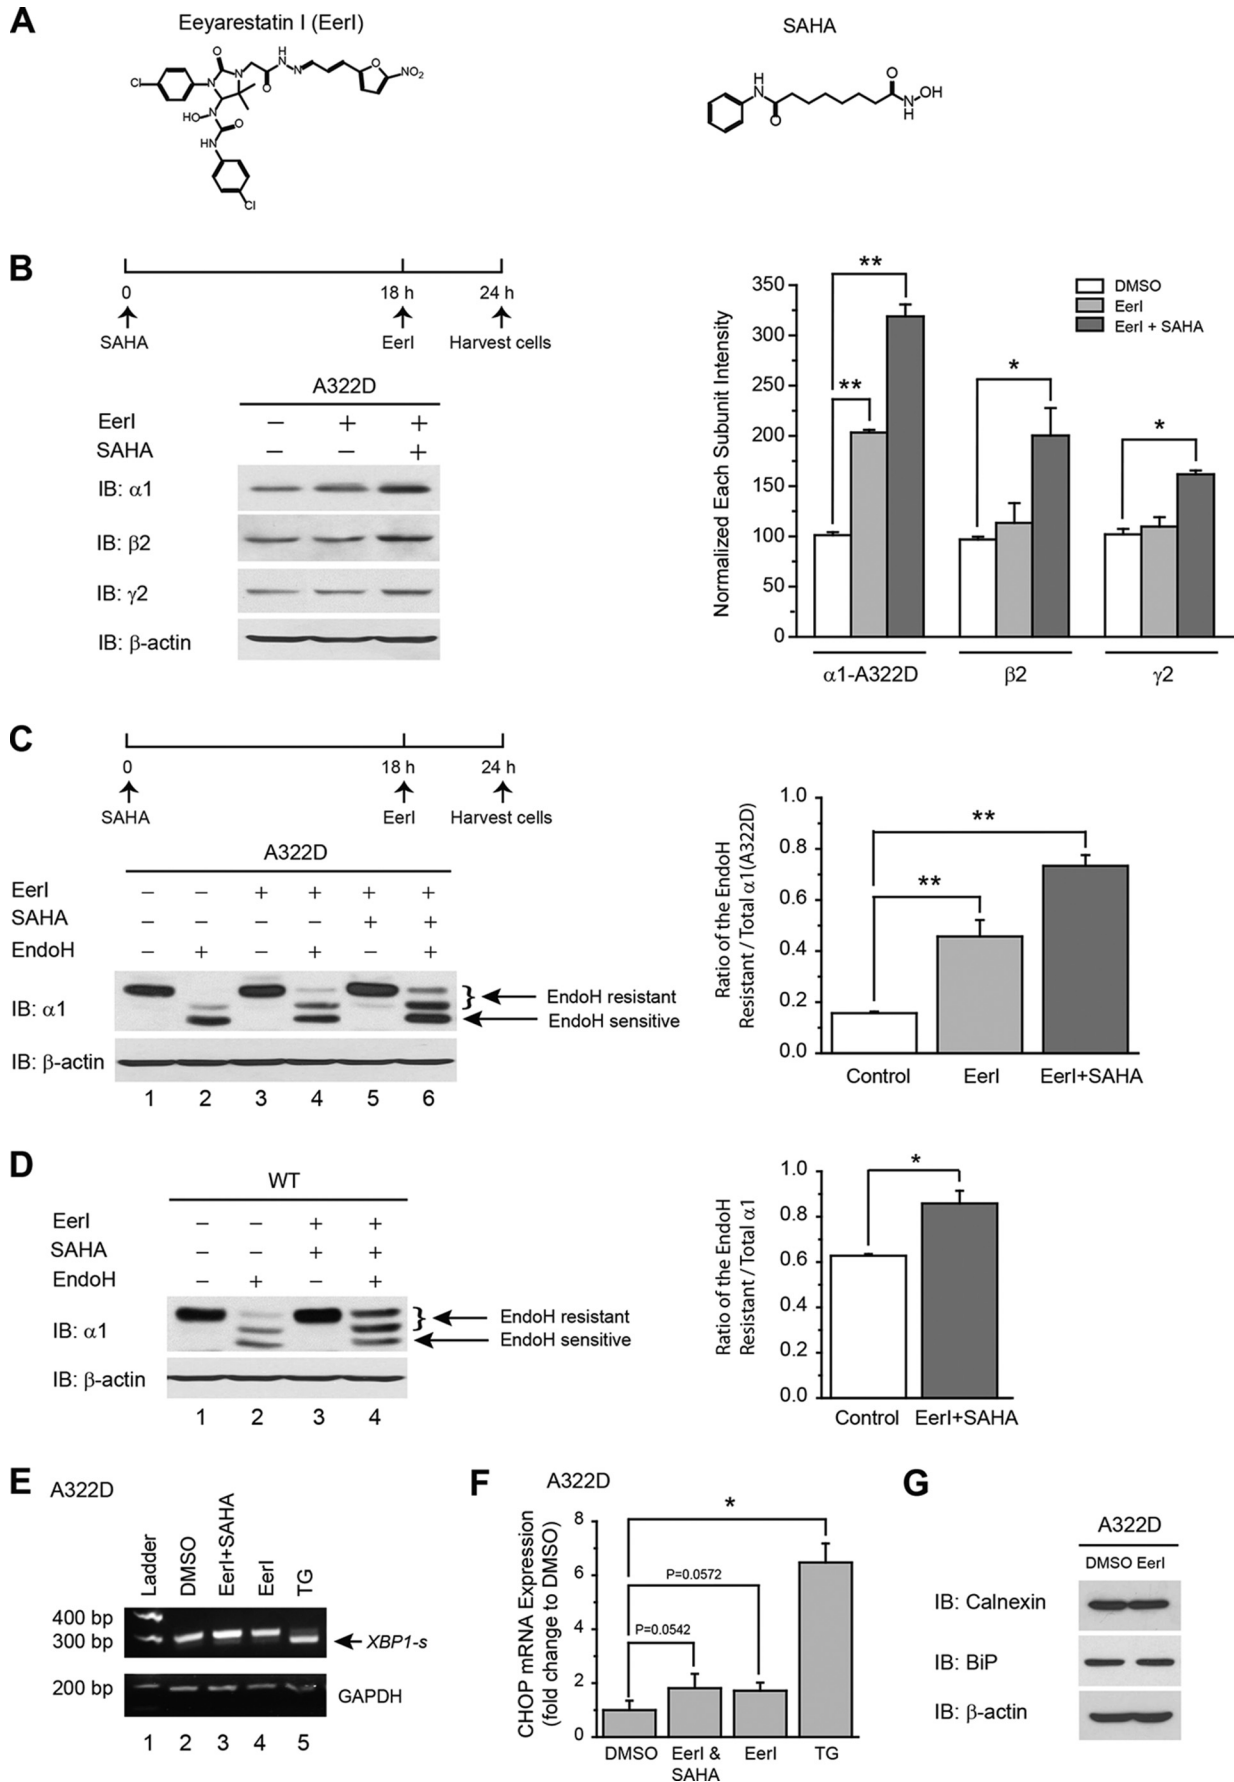 A
Eeyarestatin I (EerI)
SAHA
O
H
N
N
N
N
O
O
NO2
Cl
HO
N
O
HN
Cl
H
N
O
O
N
H
OH
B
0
18 h
24 h
SAHA
EerI
Harvest cells
A322D
EerI − + +
SAHA − − +
IB: α1
IB: β2
IB: γ2
IB: β-actin
Normalized Each Subunit Intensity
350
300
250
200
150
100
50
0
** ** * *
DMSO
EerI
EerI + SAHA
α1-A322D β2 γ2
C
0
18 h
24 h
SAHA
EerI
Harvest cells
A322D
EerI − − + + + +
SAHA − − − − + +
EndoH − + − + − +
IB: α1
EndoH resistant
EndoH sensitive
IB: β-actin
1 2 3 4 5 6
Ratio of the EndoH
Resistant / Total α1(A322D)
1.0
0.8
0.6
0.4
0.2
0.0
**
**
Control EerI EerI+SAHA
D
WT
EerI − − + +
SAHA − − + +
EndoH − + − +
IB: α1
EndoH resistant
EndoH sensitive
IB: β-actin
1 2 3 4
Ratio of the EndoH
Resistant / Total α1
1.0
0.8
0.6
0.4
0.2
0.0
*
Control EerI+SAHA
E
A322D
Ladder
DMSO
EerI+SAHA
EerI
TG
400 bp
300 bp
XBP1-s
200 bp
GAPDH
1 2 3 4 5
F
A322D
CHOP mRNA Expression
(fold change to DMSO)
8
6
4
2
0
*
P=0.0572
P=0.0542
DMSO EerI & SAHA EerI TG
G
A322D
DMSO EerI
IB: Calnexin
IB: BiP
IB: β-actin